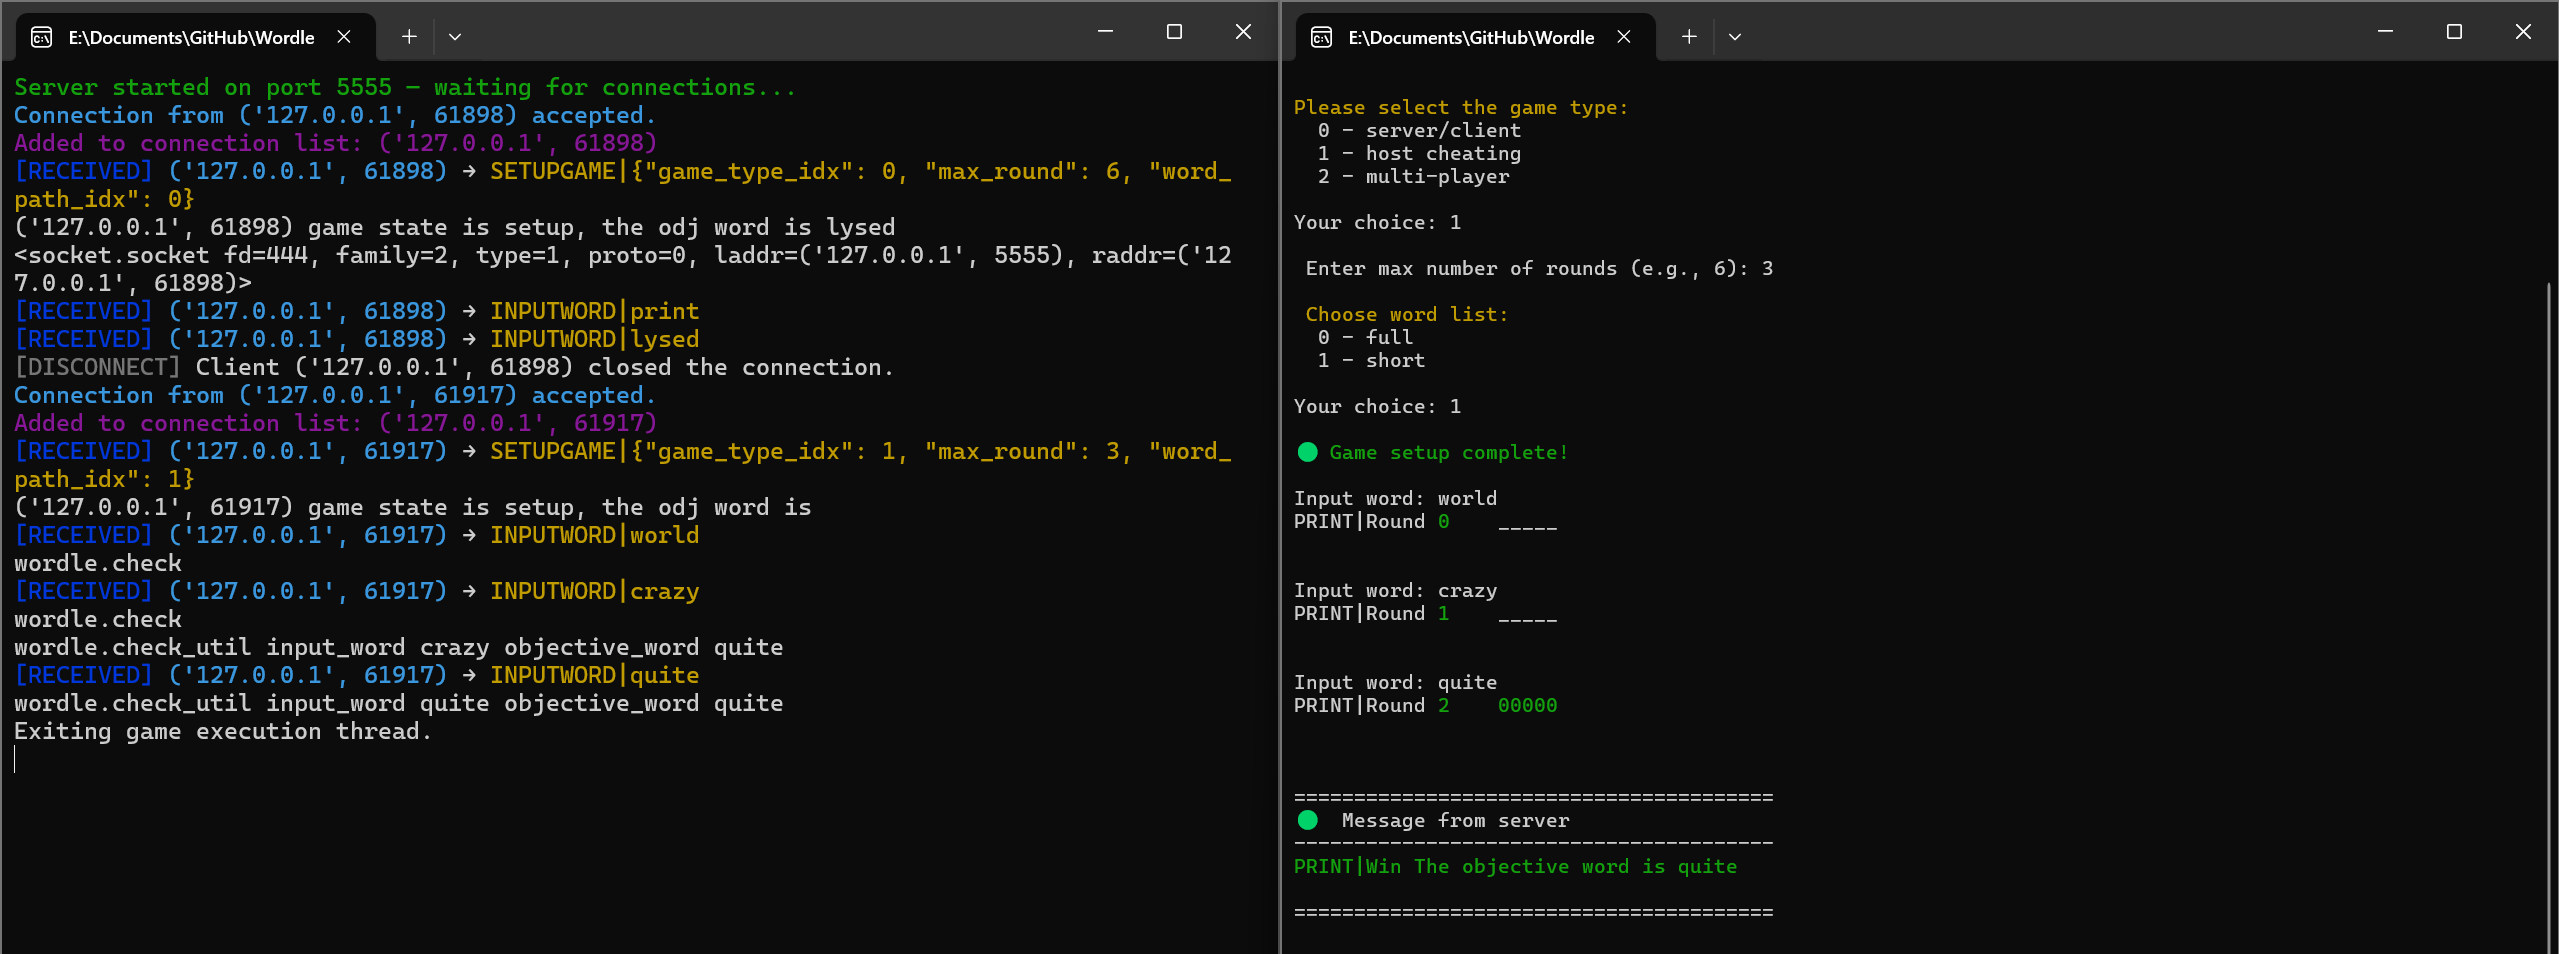 E:\Documents\GitHub\Wordle
Server started on port 5555 — waiting for connections...
Connection from ('127.0.0.1', 61898) accepted.
Added to connection list: ('127.0.0.1', 61898)
[RECEIVED] ('127.0.0.1', 61898) → SETUPGAME|{"game_type_idx": 0, "max_round": 6, "word_
path_idx": 0}
('127.0.0.1', 61898) game state is setup, the odj word is lysed
<socket.socket fd=444, family=2, type=1, proto=0, laddr=('127.0.0.1', 5555), raddr=('12
7.0.0.1', 61898)>
[RECEIVED] ('127.0.0.1', 61898) → INPUTWORD|print
[RECEIVED] ('127.0.0.1', 61898) → INPUTWORD|lysed
[DISCONNECT] Client ('127.0.0.1', 61898) closed the connection.
Connection from ('127.0.0.1', 61917) accepted.
Added to connection list: ('127.0.0.1', 61917)
[RECEIVED] ('127.0.0.1', 61917) → SETUPGAME|{"game_type_idx": 1, "max_round": 3, "word_
path_idx": 1}
('127.0.0.1', 61917) game state is setup, the odj word is
[RECEIVED] ('127.0.0.1', 61917) → INPUTWORD|world
wordle.check
[RECEIVED] ('127.0.0.1', 61917) → INPUTWORD|crazy
wordle.check
wordle.check_util input_word crazy objective_word quite
[RECEIVED] ('127.0.0.1', 61917) → INPUTWORD|quite
wordle.check_util input_word quite objective_word quite
Exiting game execution thread.
E:\Documents\GitHub\Wordle
Please select the game type:
0 - server/client
1 - host cheating
2 - multi-player
Your choice: 1
Enter max number of rounds (e.g., 6): 3
Choose word list:
0 - full
1 - short
Your choice: 1
Game setup complete!
Input word: world
PRINT|Round 0    _____
Input word: crazy
PRINT|Round 1    _____
Input word: quite
PRINT|Round 2    00000
========================================
Message from server
----------------------------------------
PRINT|Win The objective word is quite
========================================